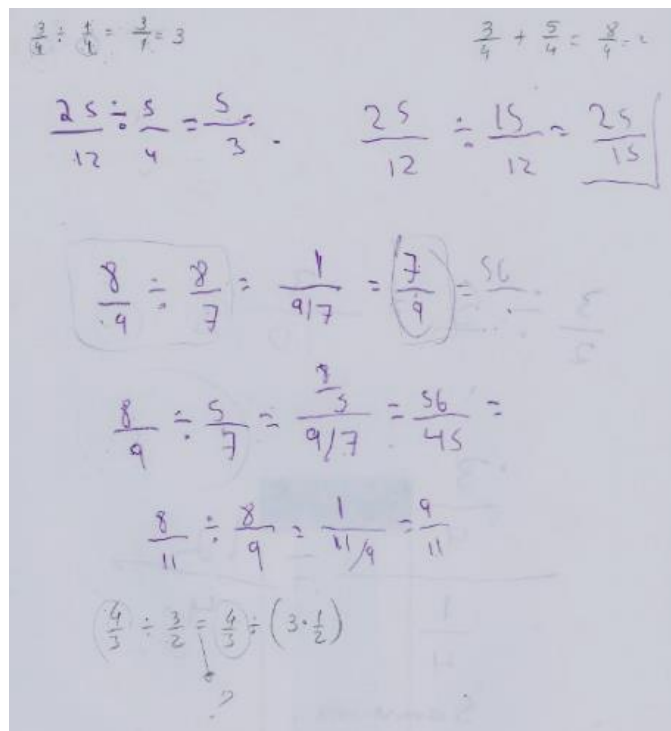 3/4 ÷ 1/4 = 3/1 = 3
3/4 + 5/4 = 8/4 =
25/12 ÷ 5/4 = 5/3 =
25/12 ÷ 15/12 = 25/15
8/9 ÷ 8/7 = 1/(9/7) = 7/9 = 56/
8/9 ÷ 5/7 = (8/5)/(9/7) = 56/45 =
8/11 ÷ 8/9 = 1/(11/9) = 9/11
4/3 ÷ 3/2 = 4/3 ÷ (3·1/2)
?